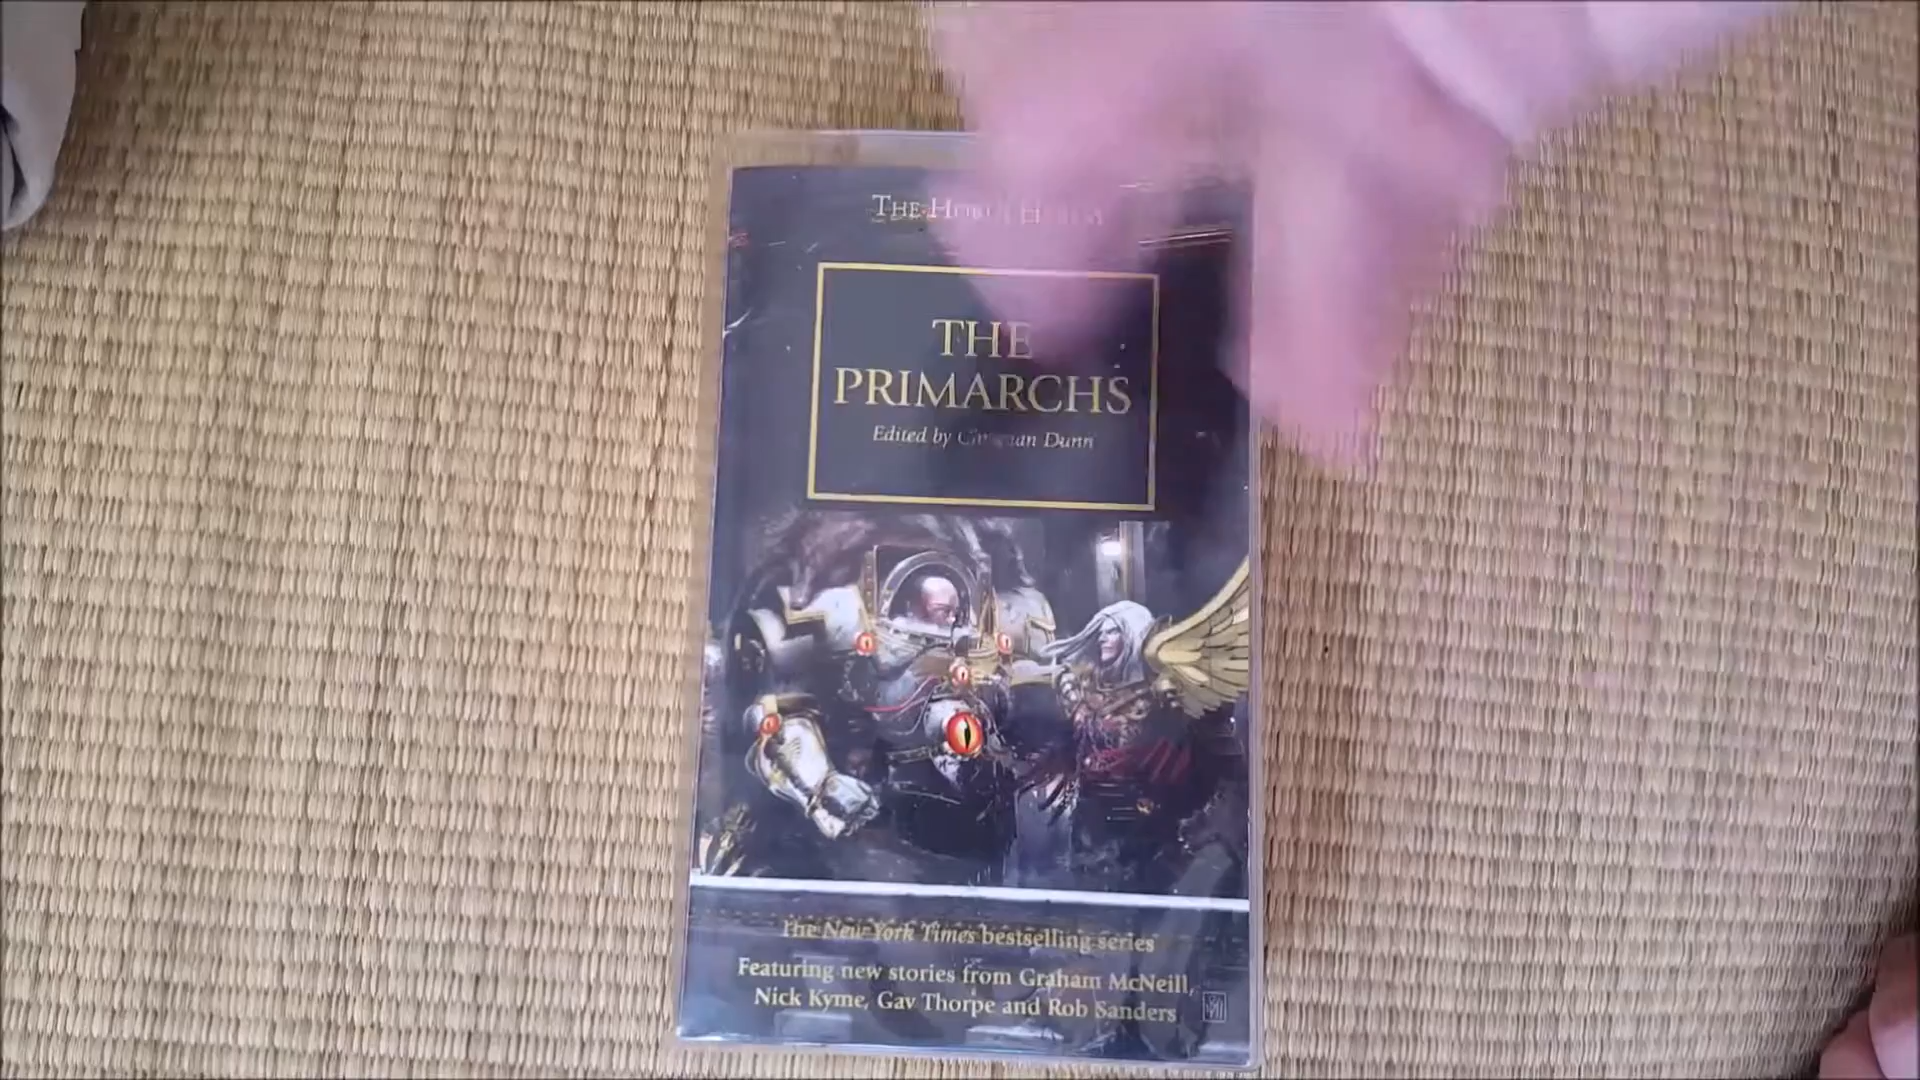 THE HORUS HERESY
THE
PRIMARCHS
Edited by Christian Dunn
The New York Times bestselling series
Featuring new stories from Graham McNeill,
Nick Kyme, Gav Thorpe and Rob Sanders